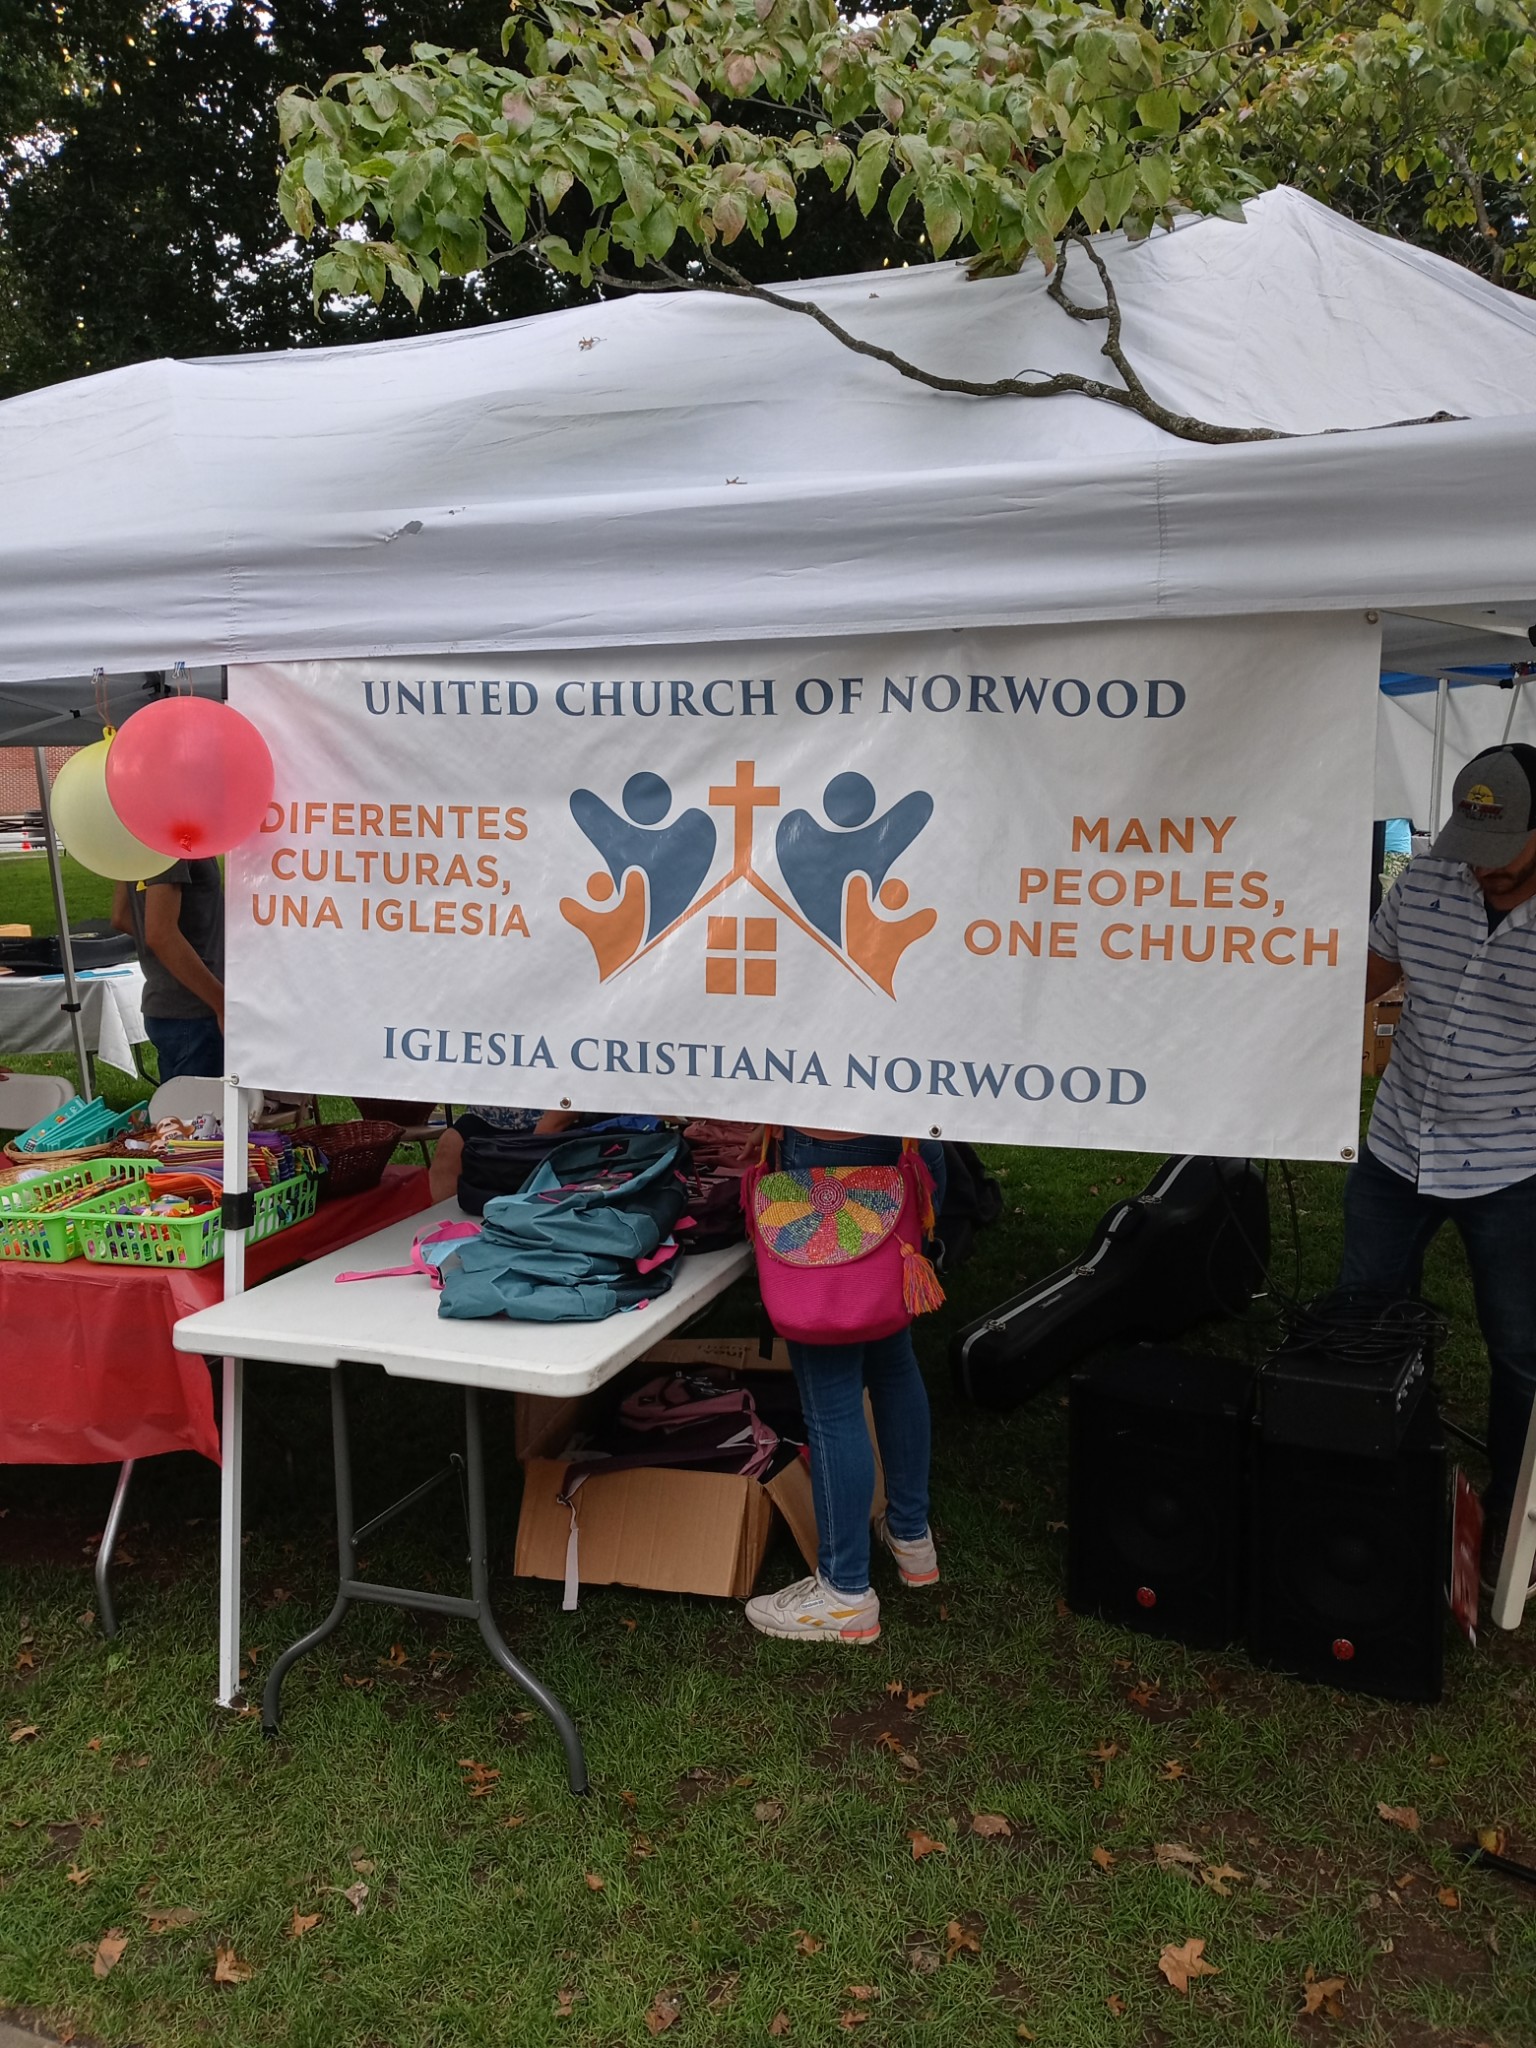 UNITED CHURCH OF NORWOOD
DIFERENTES
CULTURAS,
UNA IGLESIA
MANY
PEOPLES,
ONE CHURCH
IGLESIA CRISTIANA NORWOOD